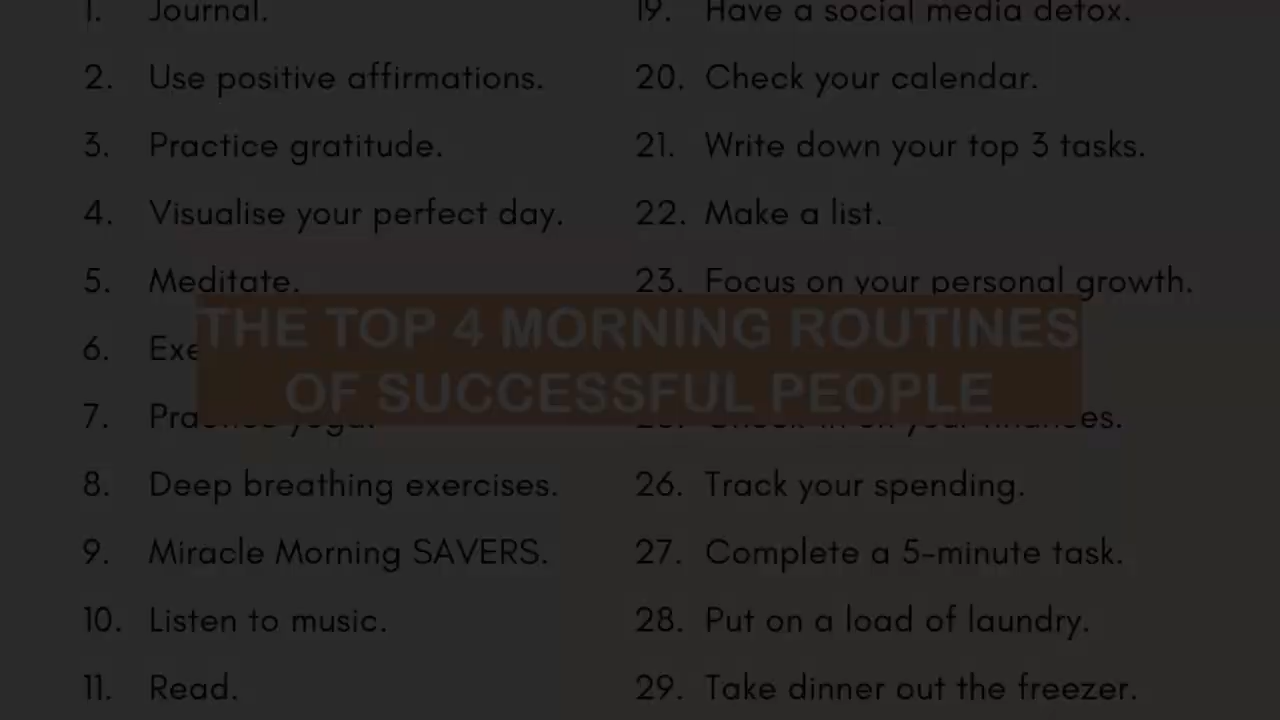 1. Journal.
2. Use positive affirmations.
3. Practice gratitude.
4. Visualise your perfect day.
5. Meditate.
6.
7.
8. Deep breathing exercises.
9. Miracle Morning SAVERS.
10. Listen to music.
11. Read.
19. Have a social media detox.
20. Check your calendar.
21. Write down your top 3 tasks.
22. Make a list.
23. Focus on your personal growth.
26. Track your spending.
27. Complete a 5-minute task.
28. Put on a load of laundry.
29. Take dinner out the freezer.
THE TOP 4 MORNING ROUTINES
OF SUCCESSFUL PEOPLE